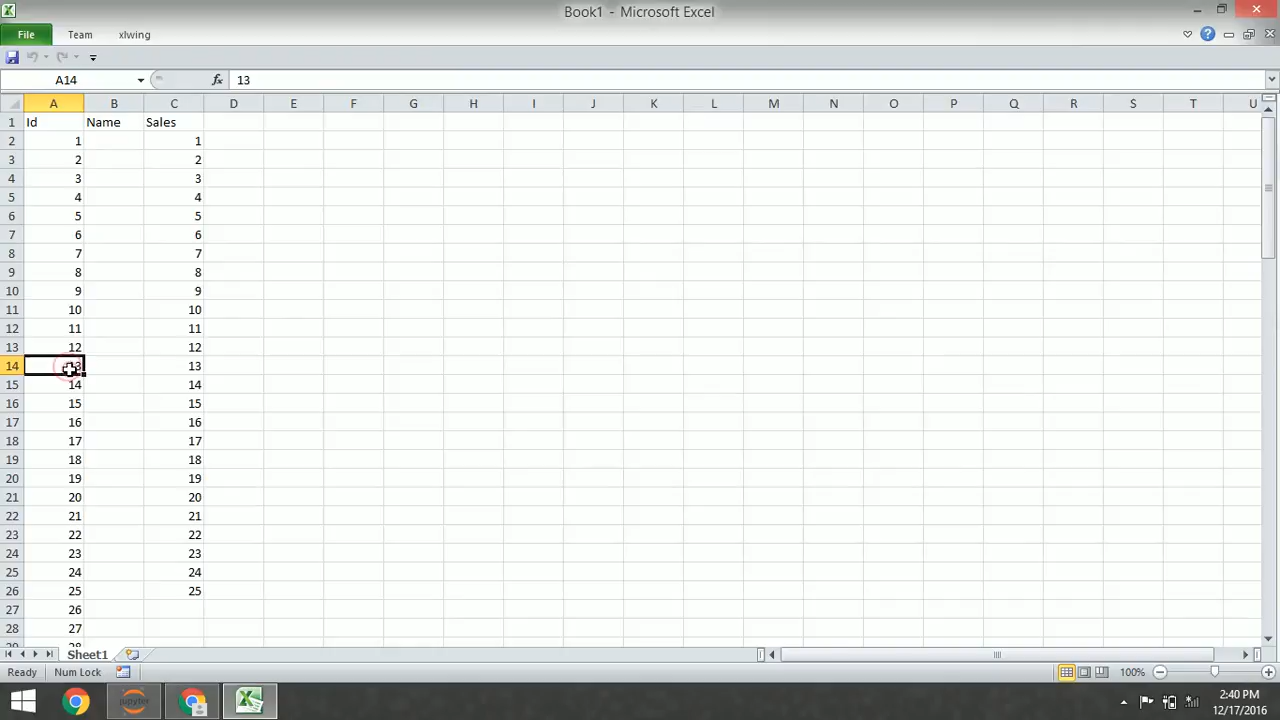 Book1 - Microsoft Excel
File Team xlwing
A14 fx 13
A B C D E F G H I J K L M N O P Q R S T U
1 Id Name Sales
2 1 1
3 2 2
4 3 3
5 4 4
6 5 5
7 6 6
8 7 7
9 8 8
10 9 9
11 10 10
12 11 11
13 12 12
14 13 13
15 14 14
16 15 15
17 16 16
18 17 17
19 18 18
20 19 19
21 20 20
22 21 21
23 22 22
24 23 23
25 24 24
26 25 25
27 26
28 27
29 28
Sheet1
Ready Num Lock 100%
jupyter
2:40 PM
12/17/2016